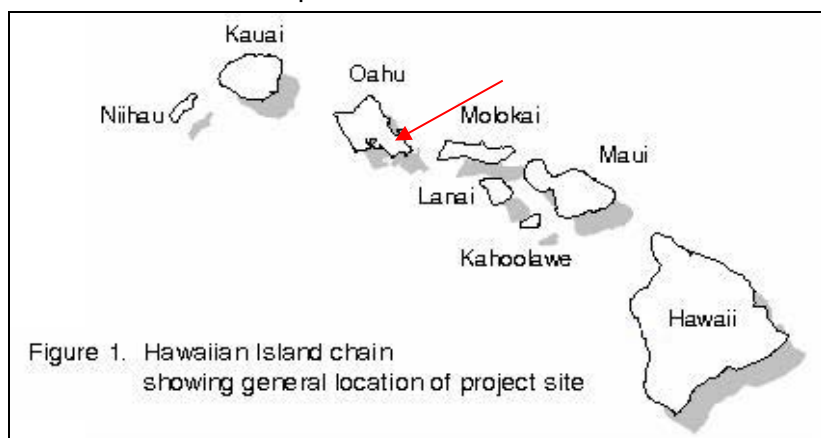 Kauai
Oahu
Niihau
Molokai
Maui
Lanai
Kahoolawe
Hawaii
Figure 1. Hawaiian Island chain
showing general location of project site